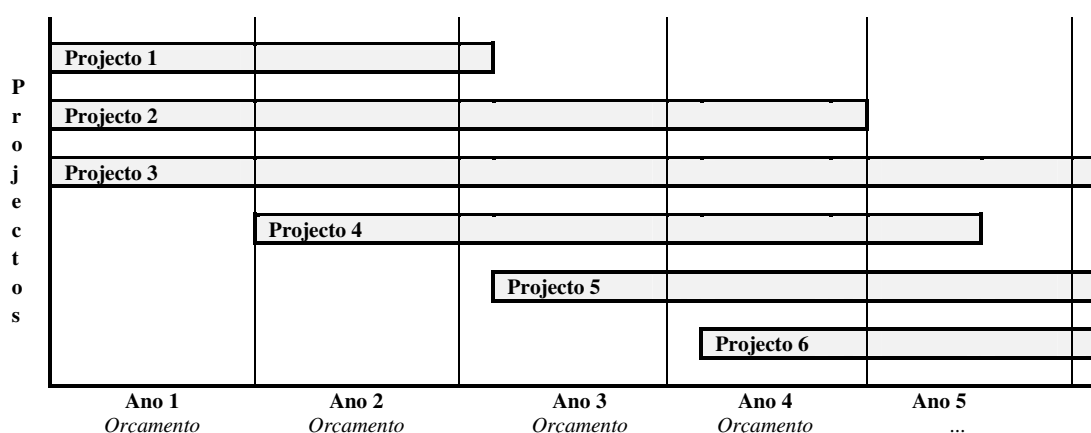 Projecto 1
Projecto 2
Projecto 3
Projecto 4
Projecto 5
Projecto 6
P
r
o
j
e
c
t
o
s
Ano 1 Ano 2 Ano 3 Ano 4 Ano 5
Orcamento Orcamento Orcamento Orcamento ...